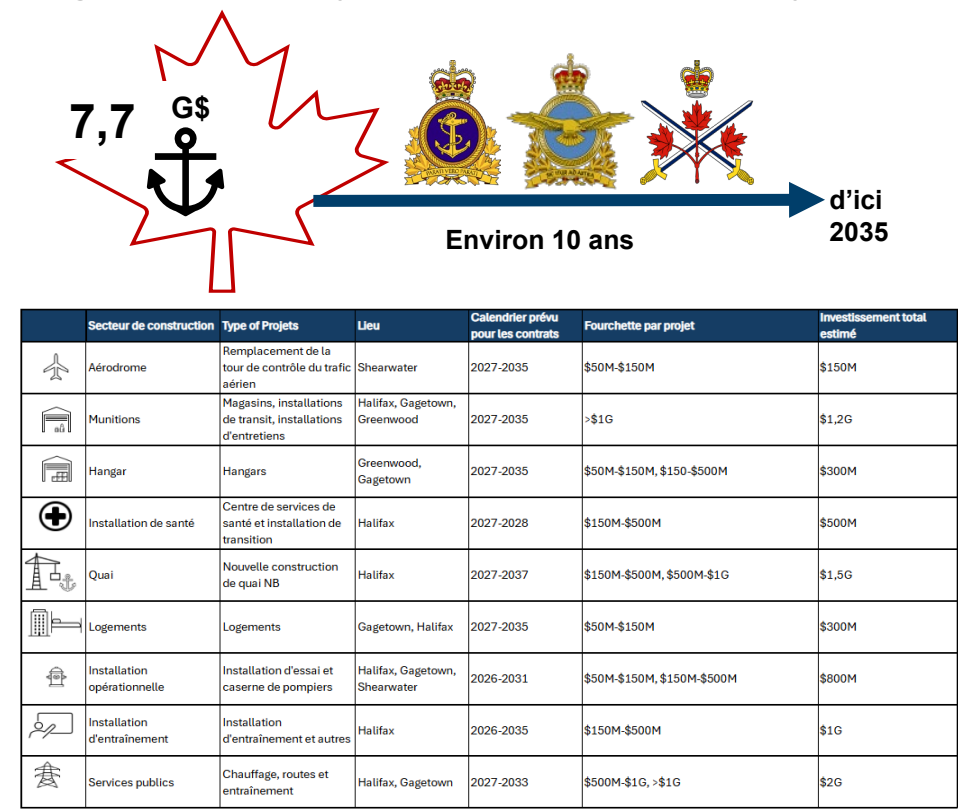 7,7
G$
PARATI VERO PARATI
d'ici
2035
Environ 10 ans
Secteur de construction Type of Projets Lieu Calendrier prévu pour les contrats Fourchette par projet Investissement total estimé
Aérodrome
Remplacement de la
tour de contrôle du trafic
aérien
Shearwater
2027-2035
$50M-$150M
$150M
Munitions
Magasins, installations
de transit, installations
d'entretiens
Halifax, Gagetown,
Greenwood
2027-2035
>$1G
$1,2G
Hangar
Hangars
Greenwood,
Gagetown
2027-2035
$50M-$150M, $150-$500M
$300M
Installation de santé
Centre de services de
santé et installation de
transition
Halifax
2027-2028
$150M-$500M
$500M
Quai
Nouvelle construction
de quai NB
Halifax
2027-2037
$150M-$500M, $500M-$1G
$1,5G
Logements
Logements
Gagetown, Halifax
2027-2035
$50M-$150M
$300M
Installation
opérationnelle
Installation d'essai et
caserne de pompiers
Halifax, Gagetown,
Shearwater
2026-2031
$50M-$150M, $150M-$500M
$800M
Installation
d'entraînement
Installation
d'entraînement et autres
Halifax
2026-2035
$150M-$500M
$1G
Services publics
Chauffage, routes et
entraînement
Halifax, Gagetown
2027-2033
$500M-$1G, >$1G
$2G